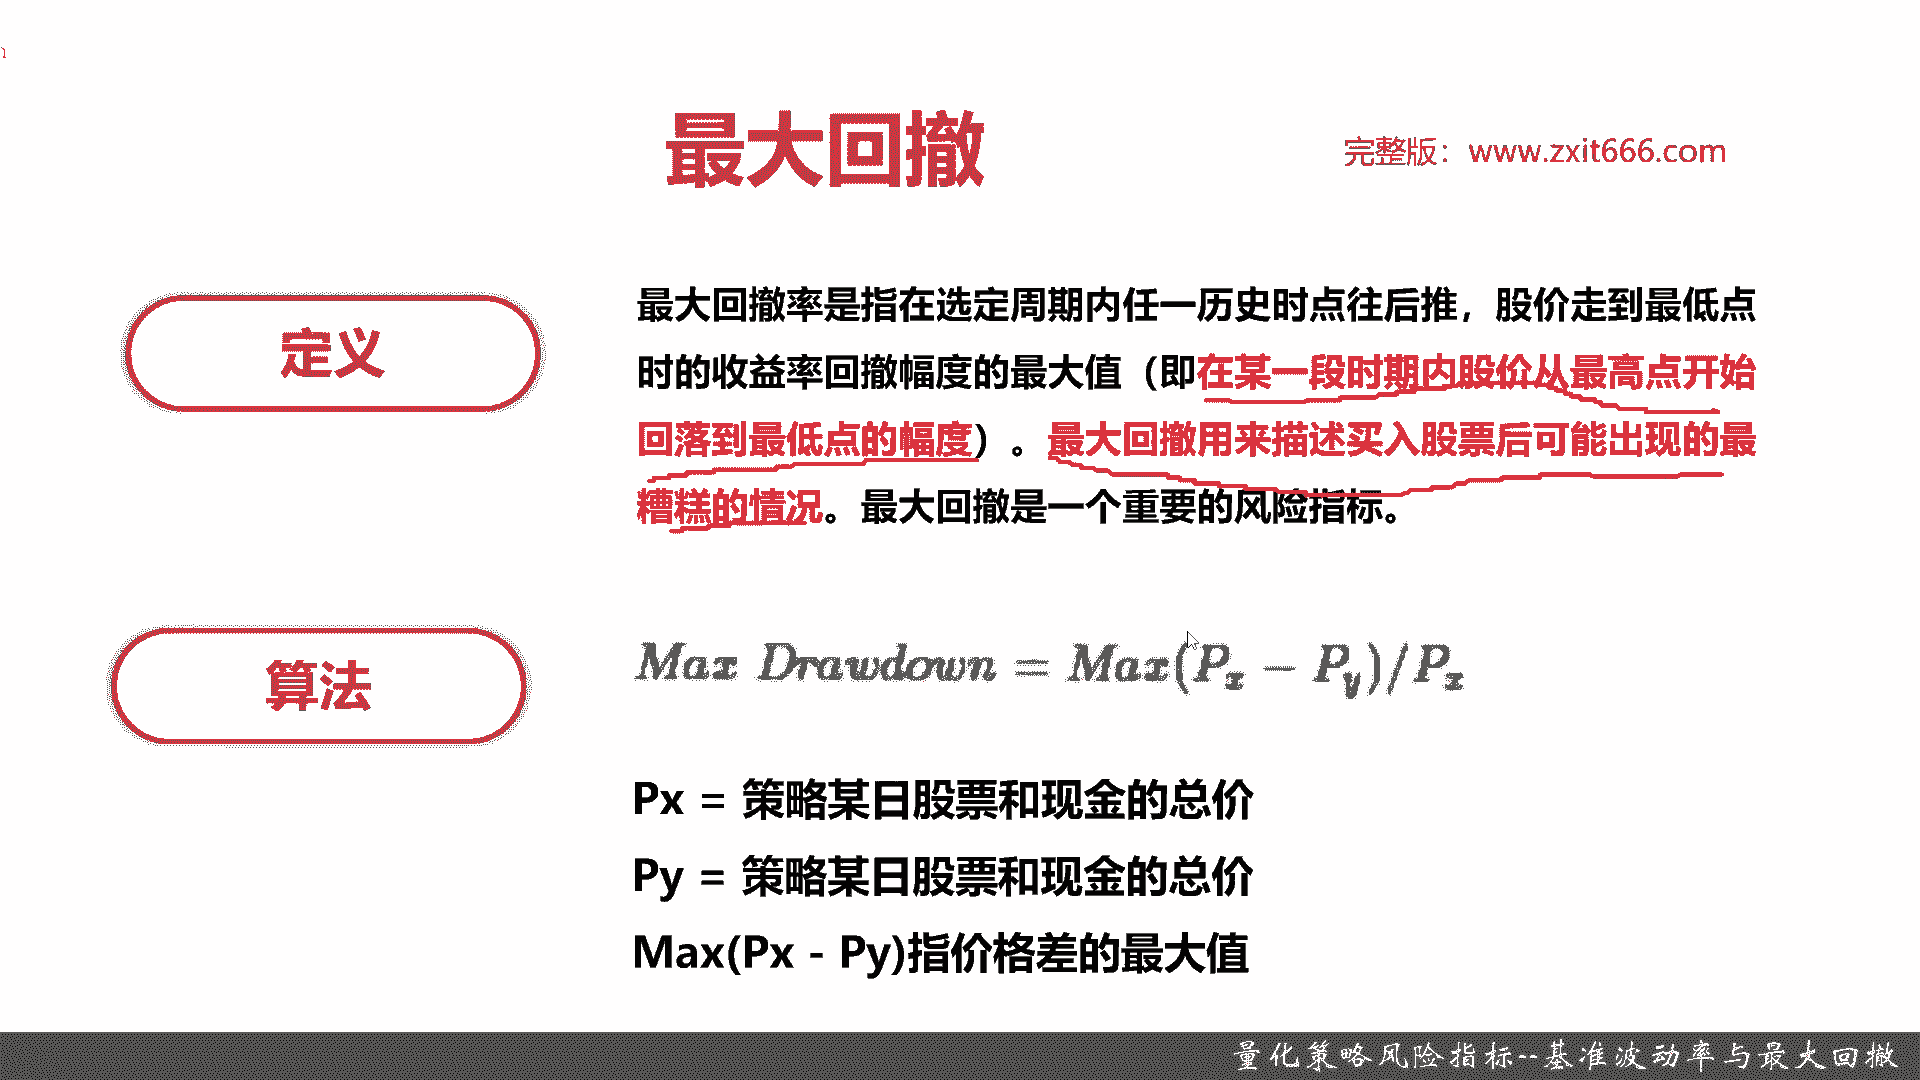 最大回撤
完整版：www.zxit666.com
定义
最大回撤率是指在选定周期内任一历史时点往后推，股价走到最低点
时的收益率回撤幅度的最大值（即在某一段时期内股价从最高点开始
回落到最低点的幅度）。最大回撤用来描述买入股票后可能出现的最
糟糕的情况。最大回撤是一个重要的风险指标。
算法
Max Drawdown = Max(Px − Py)/Px
Px = 策略某日股票和现金的总价
Py = 策略某日股票和现金的总价
Max(Px - Py)指价格差的最大值
量化策略风险指标--基准波动率与最大回撤